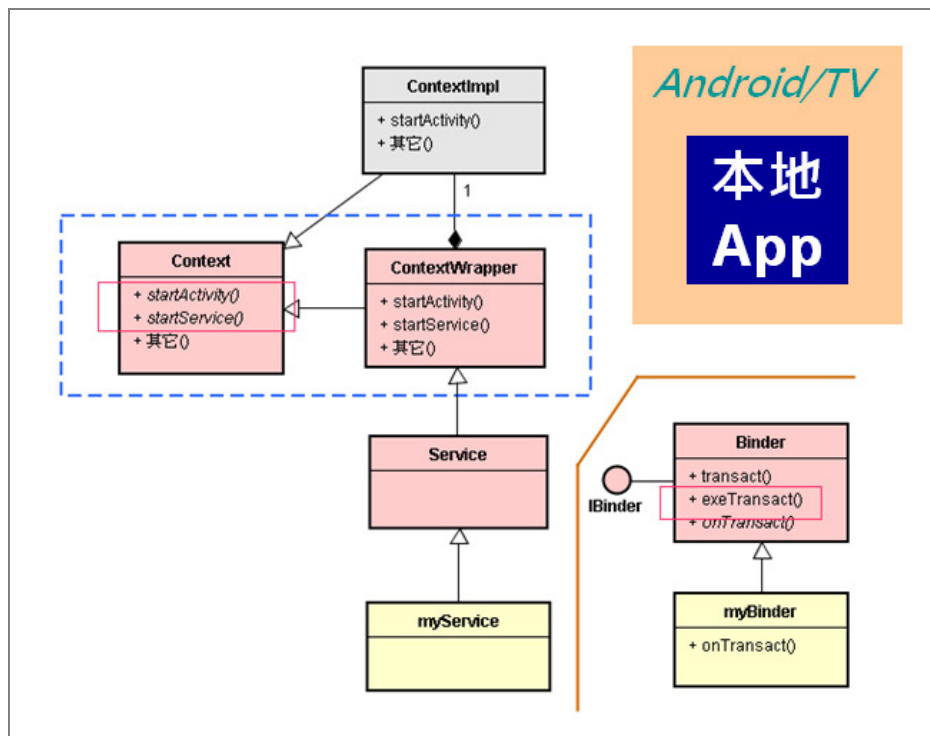 ContextImpl
+ startActivity()
+ 其它()
Android/TV
本地
App
1
Context
+ startActivity()
+ startService()
+ 其它()
ContextWrapper
+ startActivity()
+ startService()
+ 其它()
Service
myService
IBinder
Binder
+ transact()
+ exeTransact()
+ onTransact()
myBinder
+ onTransact()